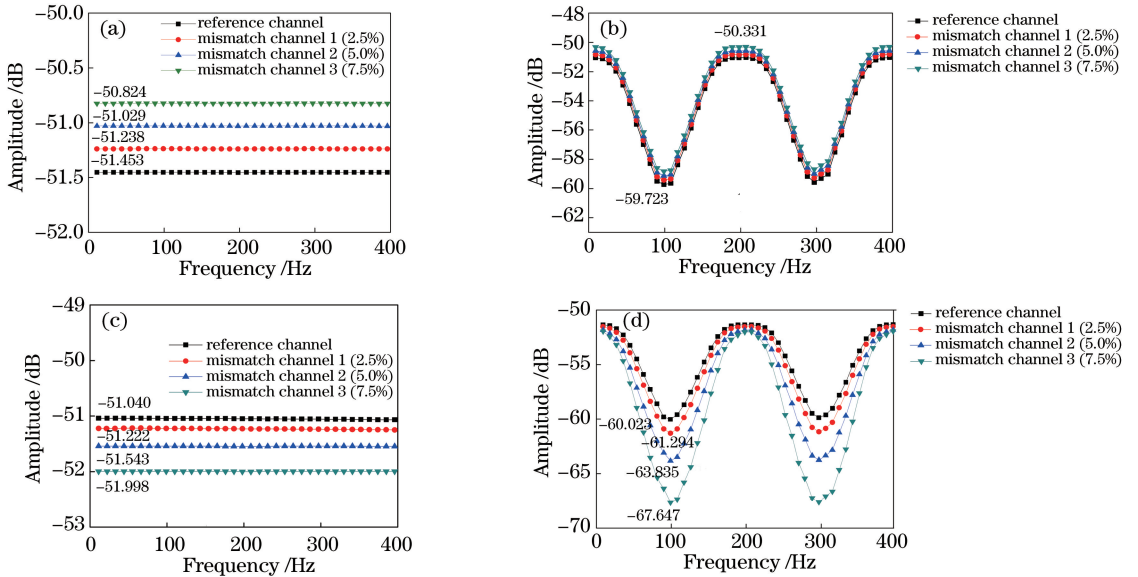 (a)
reference channel
mismatch channel 1 (2.5%)
mismatch channel 2 (5.0%)
mismatch channel 3 (7.5%)
−50.0
−50.5
−51.0
−51.5
−52.0
Amplitude /dB
−50.824
−51.029
−51.238
−51.453
0
100
200
300
400
Frequency /Hz
(b)
−50.331
reference channel
mismatch channel 1 (2.5%)
mismatch channel 2 (5.0%)
mismatch channel 3 (7.5%)
−48
−50
−52
−54
−56
−58
−60
−62
Amplitude /dB
−59.723
0
100
200
300
400
Frequency /Hz
(c)
reference channel
mismatch channel 1 (2.5%)
mismatch channel 2 (5.0%)
mismatch channel 3 (7.5%)
−49
−50
−51
−52
−53
Amplitude /dB
−51.040
−51.222
−51.543
−51.998
0
100
200
300
400
Frequency /Hz
(d)
reference channel
mismatch channel 1 (2.5%)
mismatch channel 2 (5.0%)
mismatch channel 3 (7.5%)
−50
−55
−60
−65
−70
Amplitude /dB
−60.023
−61.294
−63.835
−67.647
0
100
200
300
400
Frequency /Hz